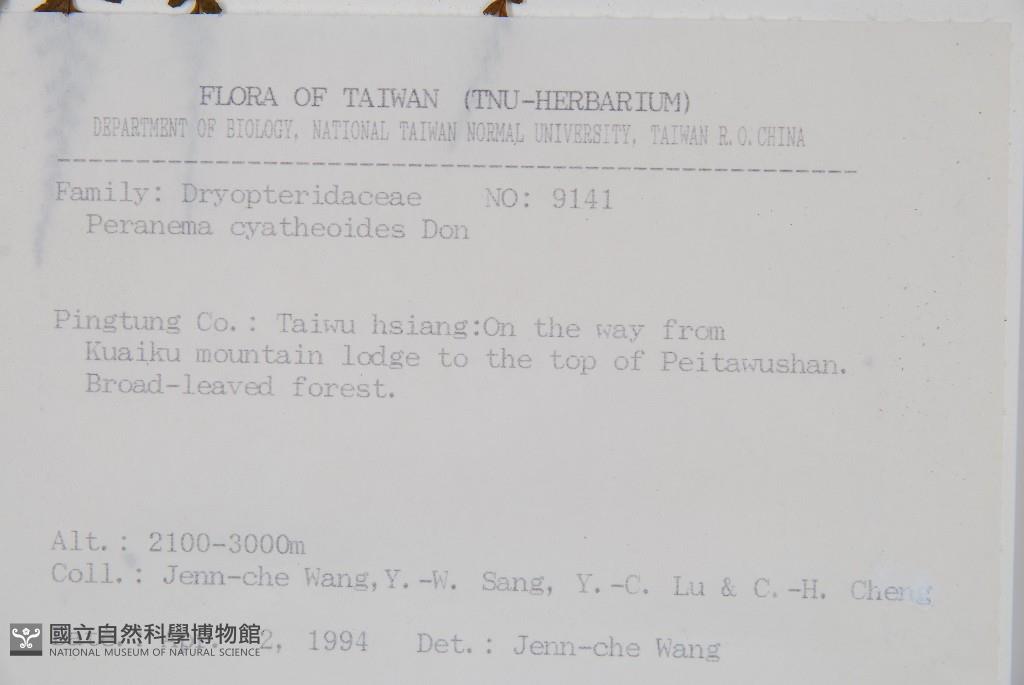 FLORA OF TAIWAN (TNU-HERBARIUM)
DEPARTMENT OF BIOLOGY, NATIONAL TAIWAN NORMAL UNIVERSITY, TAIWAN R.O.CHINA
Family: Dryopteridaceae NO: 9141
Peranema cyatheoides Don
Pingtung Co.: Taiwu hsiang:On the way from
Kuaiku mountain lodge to the top of Peitawushan.
Broad-leaved forest.
Alt.: 2100-3000m
Coll.: Jenn-che Wang,Y.-W. Sang, Y.-C. Lu & C.-H. Cheng
2, 1994 Det.: Jenn-che Wang
國立自然科學博物館
NATIONAL MUSEUM OF NATURAL SCIENCE